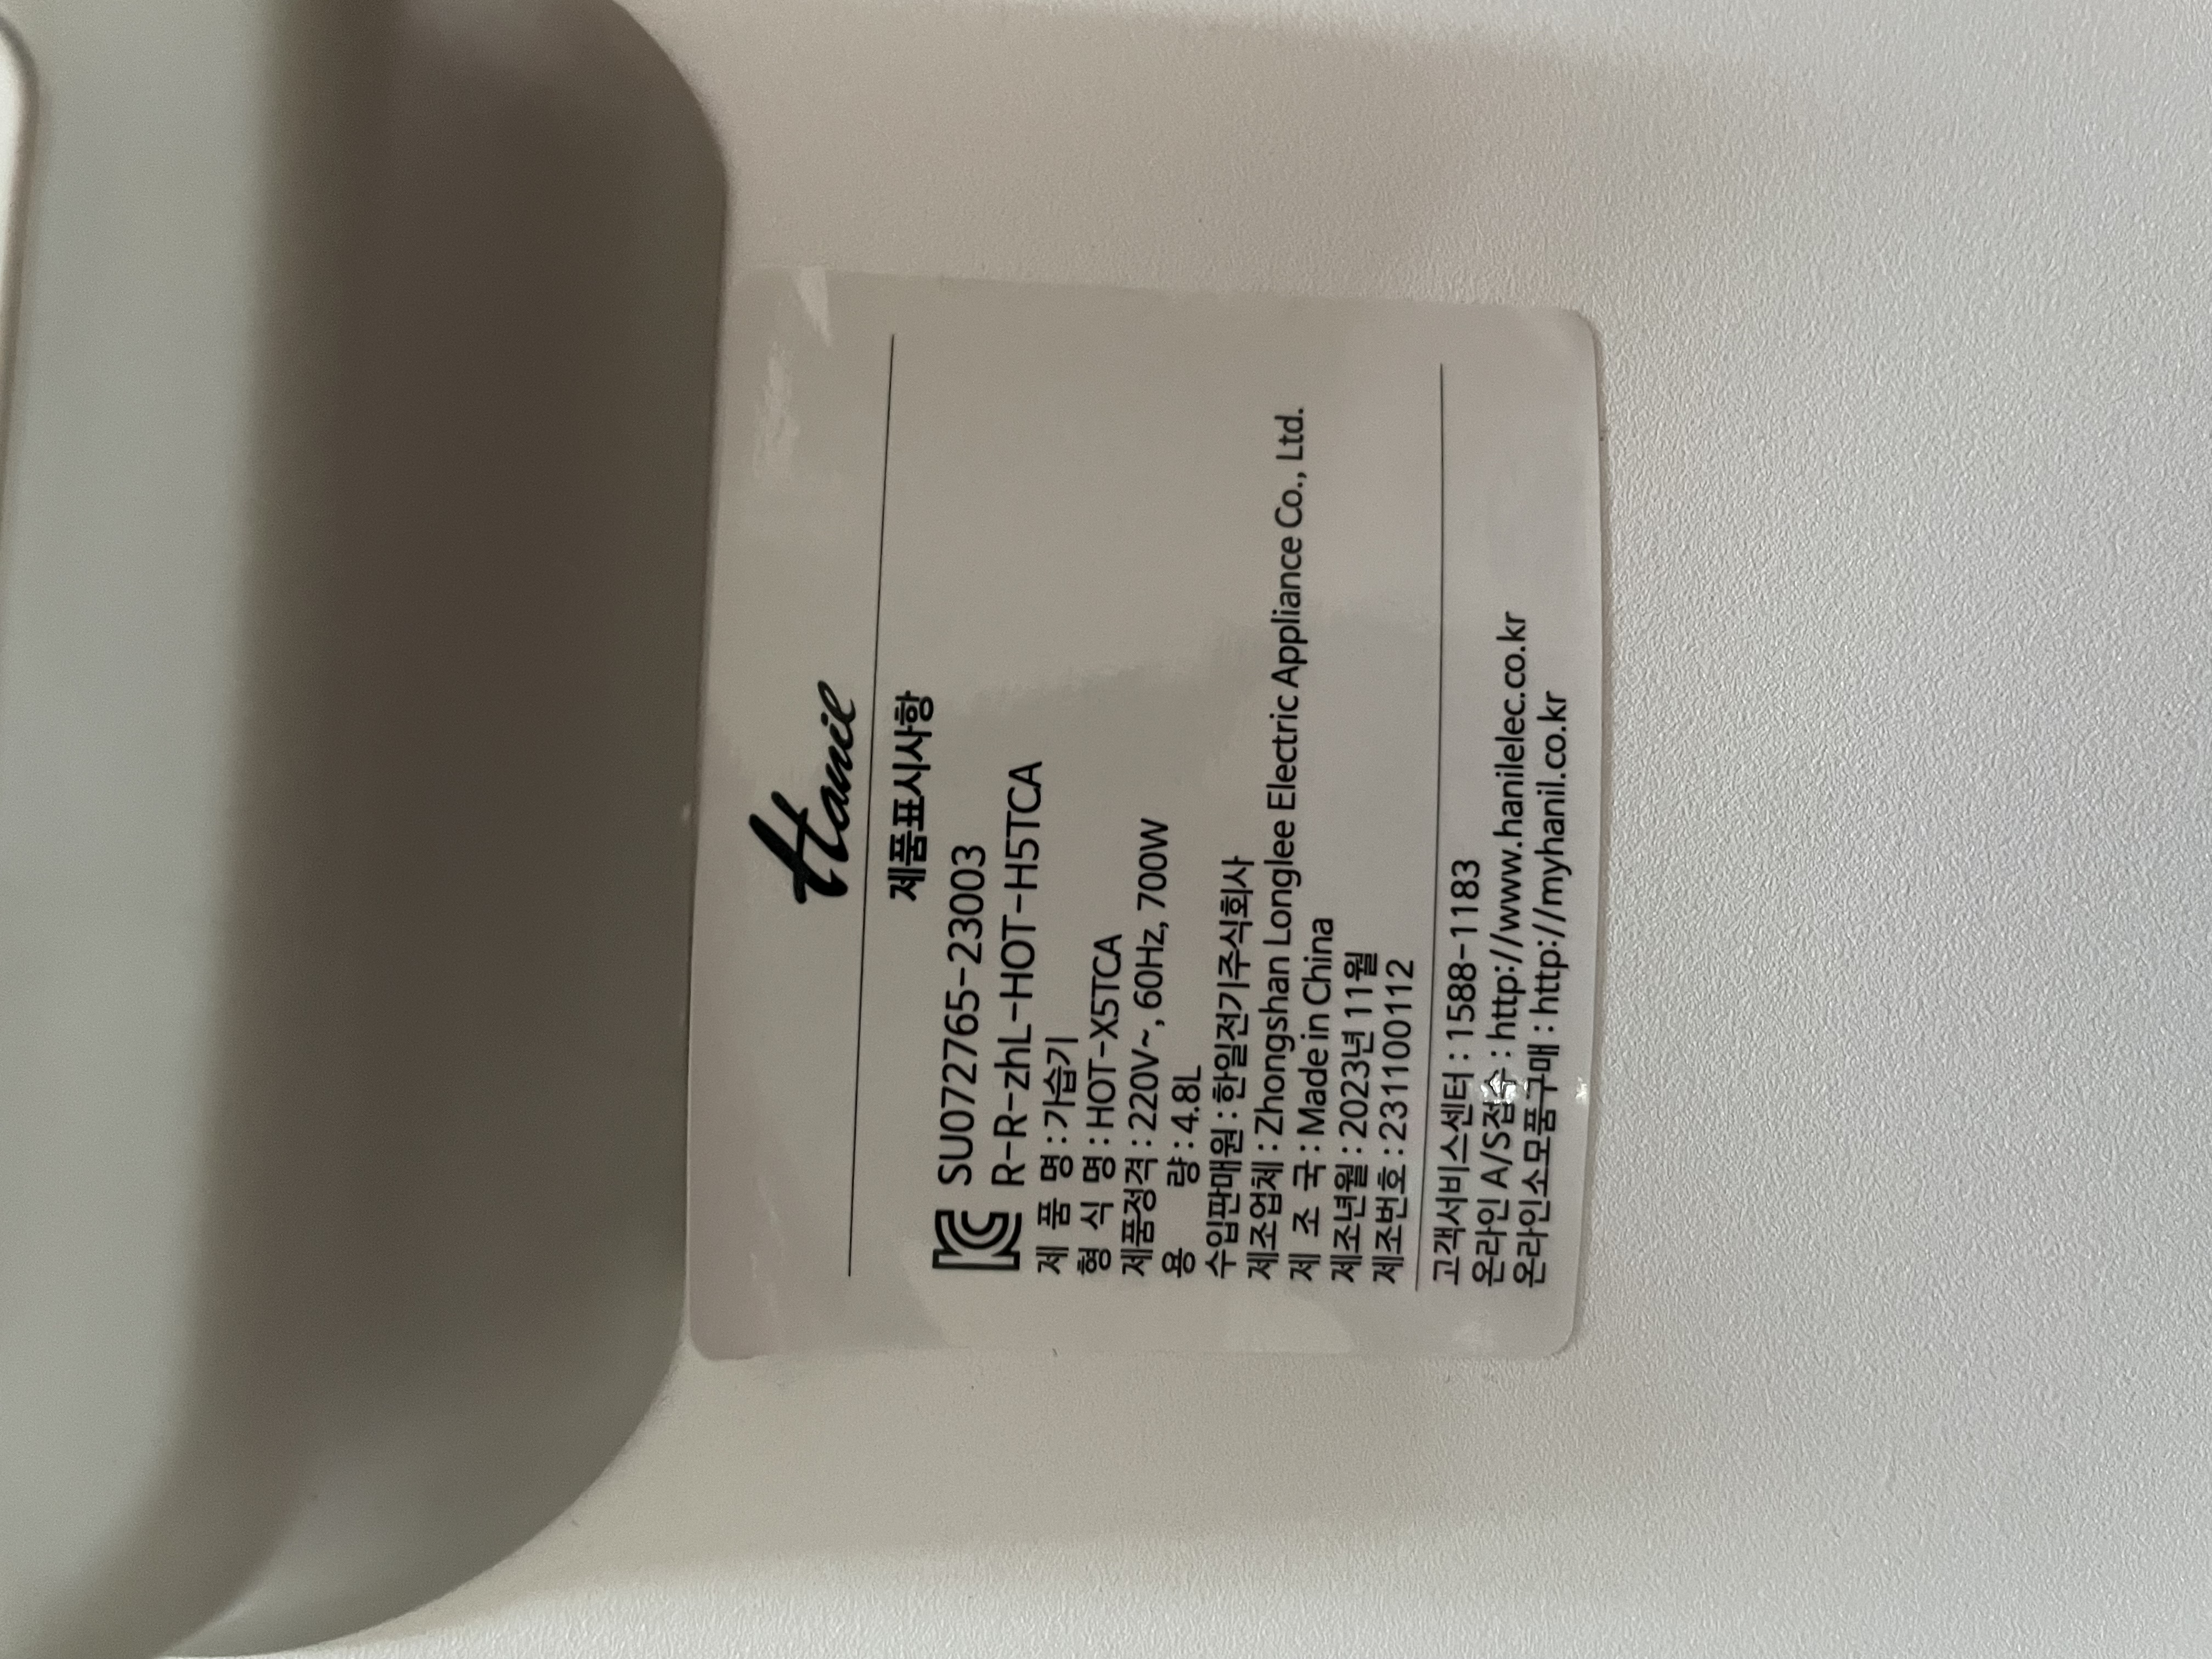 Hanil
제품표시사항
SU072765-23003
R-R-zhL-HOT-H5TCA
제 품 명 : 가습기
형 식 명 : HOT-X5TCA
제품정격 : 220V~, 60Hz, 700W
용 량 : 4.8L
수입판매원 : 한일전기주식회사
제조업체 : Zhongshan Longlee Electric Appliance Co., Ltd.
제 조 국 : Made in China
제조년월 : 2023년 11월
제조번호 : 231100112
고객서비스센터 : 1588-1183
온라인 A/S접수 : http://www.hanilelec.co.kr
온라인소모품구매 : http://myhanil.co.kr